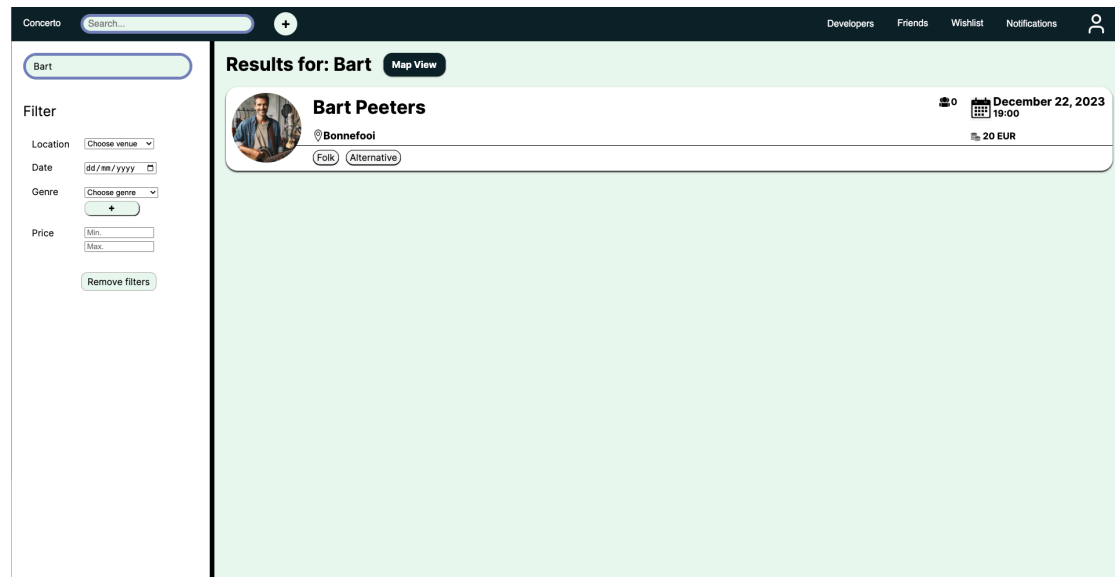 Concerto Search... + Developers Friends Wishlist Notifications
Bart
Filter
Location Choose venue
Date dd/mm/yyyy
Genre Choose genre
+
Price Min.
Max.
Remove filters
Results for: Bart Map View
Bart Peeters
0
December 22, 2023
19:00
Bonnefooi
20 EUR
Folk Alternative